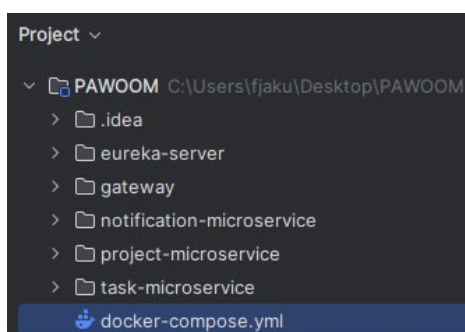 Project
PAWOOM C:\Users\fjaku\Desktop\PAWOOM
.idea
eureka-server
gateway
notification-microservice
project-microservice
task-microservice
docker-compose.yml